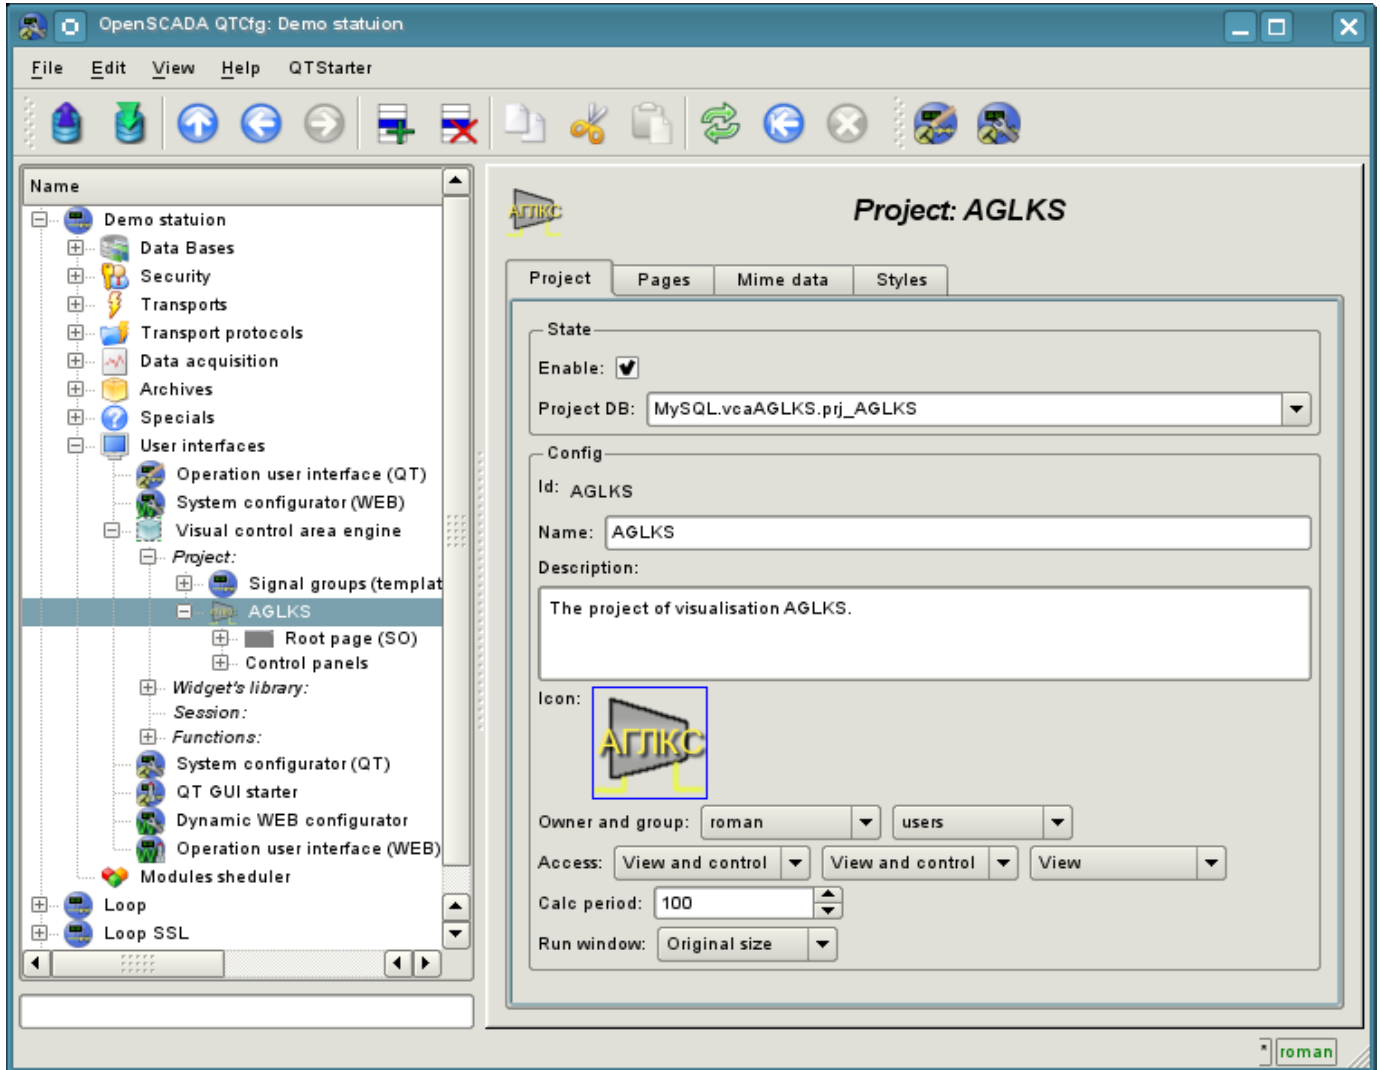 OpenSCADA QTCfg: Demo statuion
File Edit View Help QTStarter
Name
Demo statuion
Data Bases
Security
Transports
Transport protocols
Data acquisition
Archives
Specials
User interfaces
Operation user interface (QT)
System configurator (WEB)
Visual control area engine
Project:
Signal groups (templat
AGLKS
Root page (SO)
Control panels
Widget's library:
Session:
Functions:
System configurator (QT)
QT GUI starter
Dynamic WEB configurator
Operation user interface (WEB)
Modules sheduler
Loop
Loop SSL
АГЛКС
Project: AGLKS
Project Pages Mime data Styles
State
Enable:
Project DB: MySQL.vcaAGLKS.prj_AGLKS
Config
Id: AGLKS
Name: AGLKS
Description:
The project of visualisation AGLKS.
Icon:
АГЛКС
Owner and group: roman users
Access: View and control View and control View
Calc period: 100
Run window: Original size
* roman